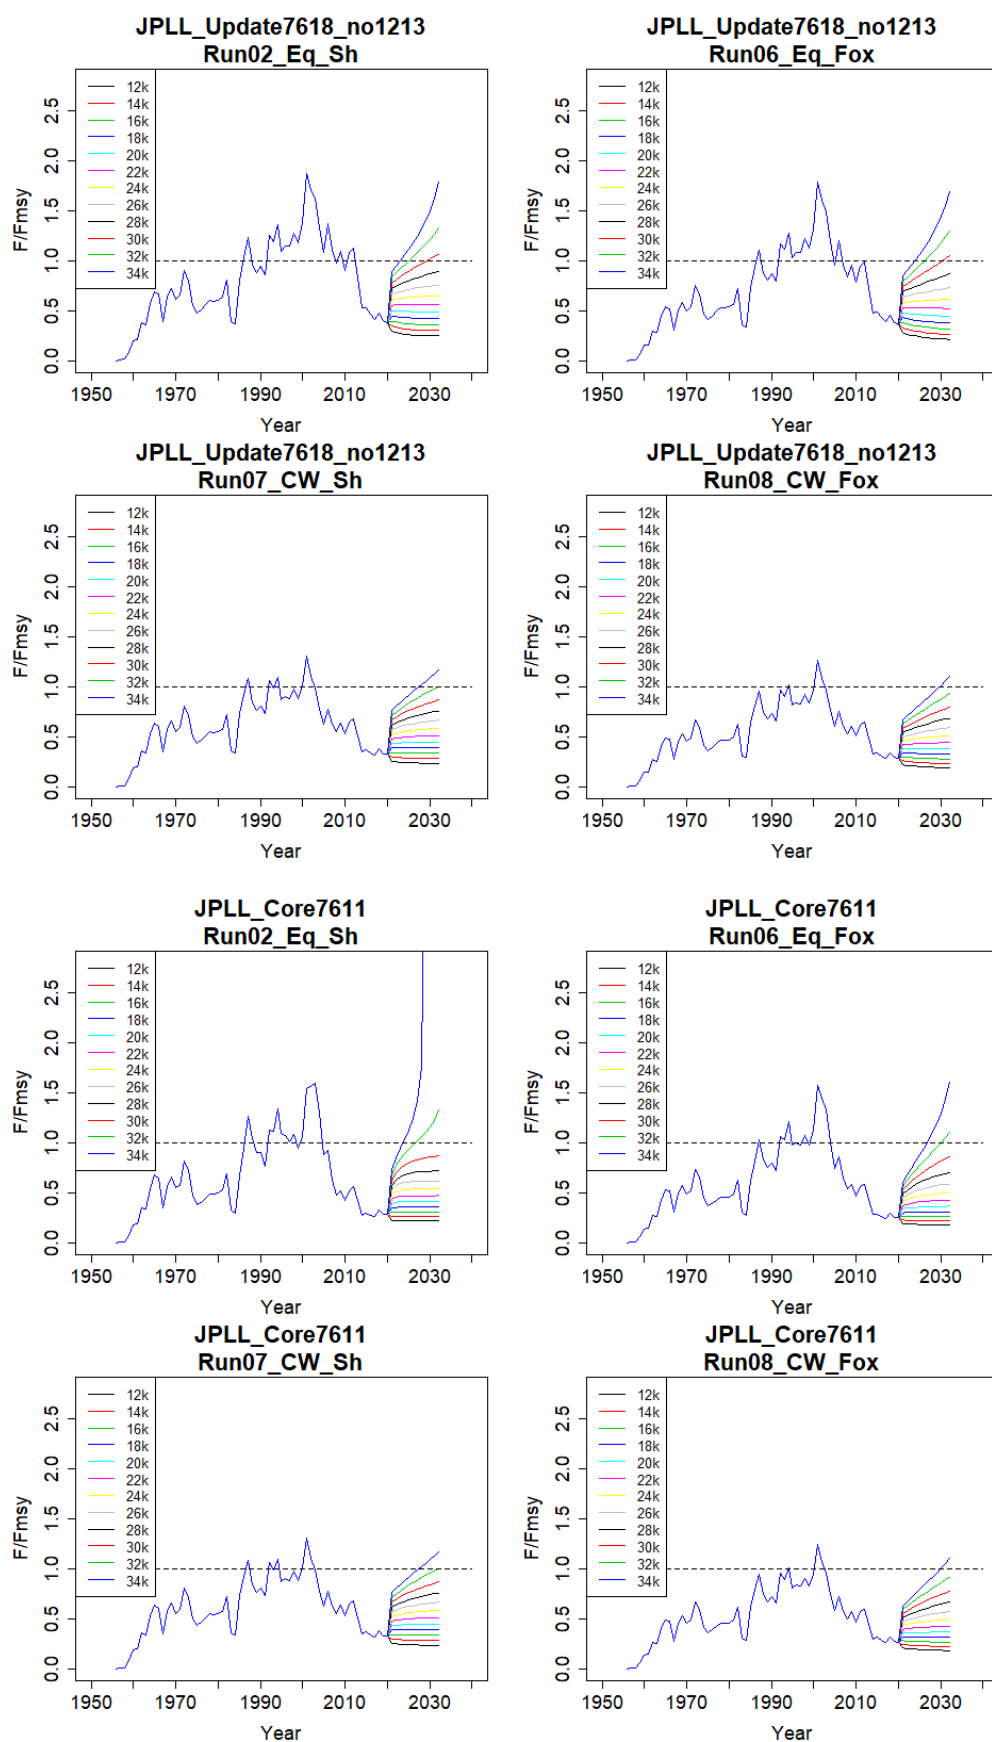 JPLL_Update7618_no1213
Run02_Eq_Sh
F/Fmsy
0.0 0.5 1.0 1.5 2.0 2.5
12k
14k
16k
18k
20k
22k
24k
26k
28k
30k
32k
34k
1950 1970 1990 2010 2030
Year
JPLL_Update7618_no1213
Run06_Eq_Fox
F/Fmsy
0.0 0.5 1.0 1.5 2.0 2.5
12k
14k
16k
18k
20k
22k
24k
26k
28k
30k
32k
34k
1950 1970 1990 2010 2030
Year
JPLL_Update7618_no1213
Run07_CW_Sh
F/Fmsy
0.0 0.5 1.0 1.5 2.0 2.5
12k
14k
16k
18k
20k
22k
24k
26k
28k
30k
32k
34k
1950 1970 1990 2010 2030
Year
JPLL_Update7618_no1213
Run08_CW_Fox
F/Fmsy
0.0 0.5 1.0 1.5 2.0 2.5
12k
14k
16k
18k
20k
22k
24k
26k
28k
30k
32k
34k
1950 1970 1990 2010 2030
Year
JPLL_Core7611
Run02_Eq_Sh
F/Fmsy
0.0 0.5 1.0 1.5 2.0 2.5
12k
14k
16k
18k
20k
22k
24k
26k
28k
30k
32k
34k
1950 1970 1990 2010 2030
Year
JPLL_Core7611
Run06_Eq_Fox
F/Fmsy
0.0 0.5 1.0 1.5 2.0 2.5
12k
14k
16k
18k
20k
22k
24k
26k
28k
30k
32k
34k
1950 1970 1990 2010 2030
Year
JPLL_Core7611
Run07_CW_Sh
F/Fmsy
0.0 0.5 1.0 1.5 2.0 2.5
12k
14k
16k
18k
20k
22k
24k
26k
28k
30k
32k
34k
1950 1970 1990 2010 2030
Year
JPLL_Core7611
Run08_CW_Fox
F/Fmsy
0.0 0.5 1.0 1.5 2.0 2.5
12k
14k
16k
18k
20k
22k
24k
26k
28k
30k
32k
34k
1950 1970 1990 2010 2030
Year